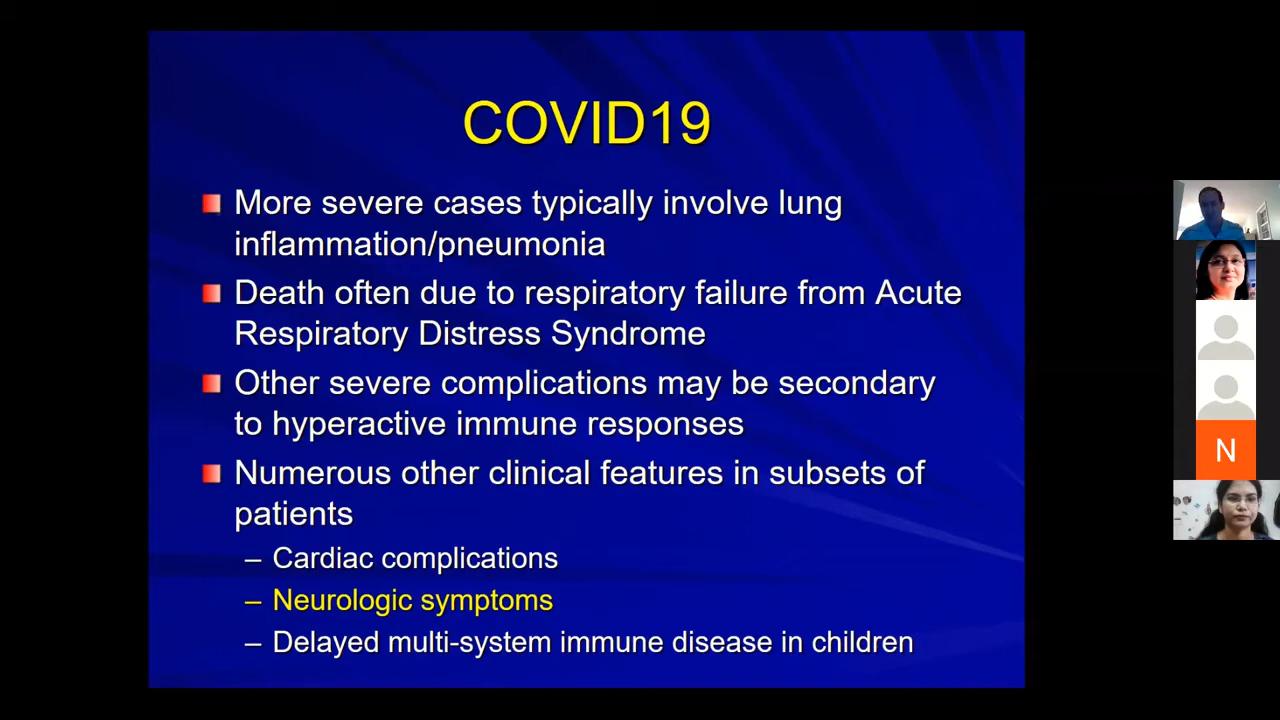 COVID19
More severe cases typically involve lung
inflammation/pneumonia
Death often due to respiratory failure from Acute
Respiratory Distress Syndrome
Other severe complications may be secondary
to hyperactive immune responses
Numerous other clinical features in subsets of
patients
– Cardiac complications
– Neurologic symptoms
– Delayed multi-system immune disease in children
N